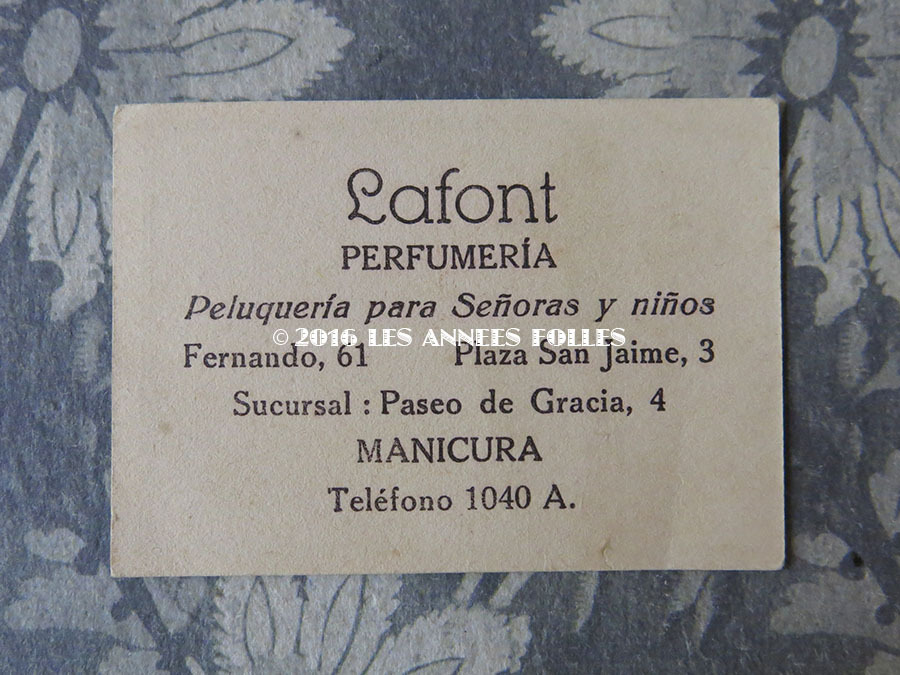 Lafont
PERFUMERÍA
Peluquería para Señoras y niños
© 2016 LES ANNEES FOLLES
Fernando, 61 Plaza San Jaime, 3
Sucursal : Paseo de Gracia, 4
MANICURA
Teléfono 1040 A.